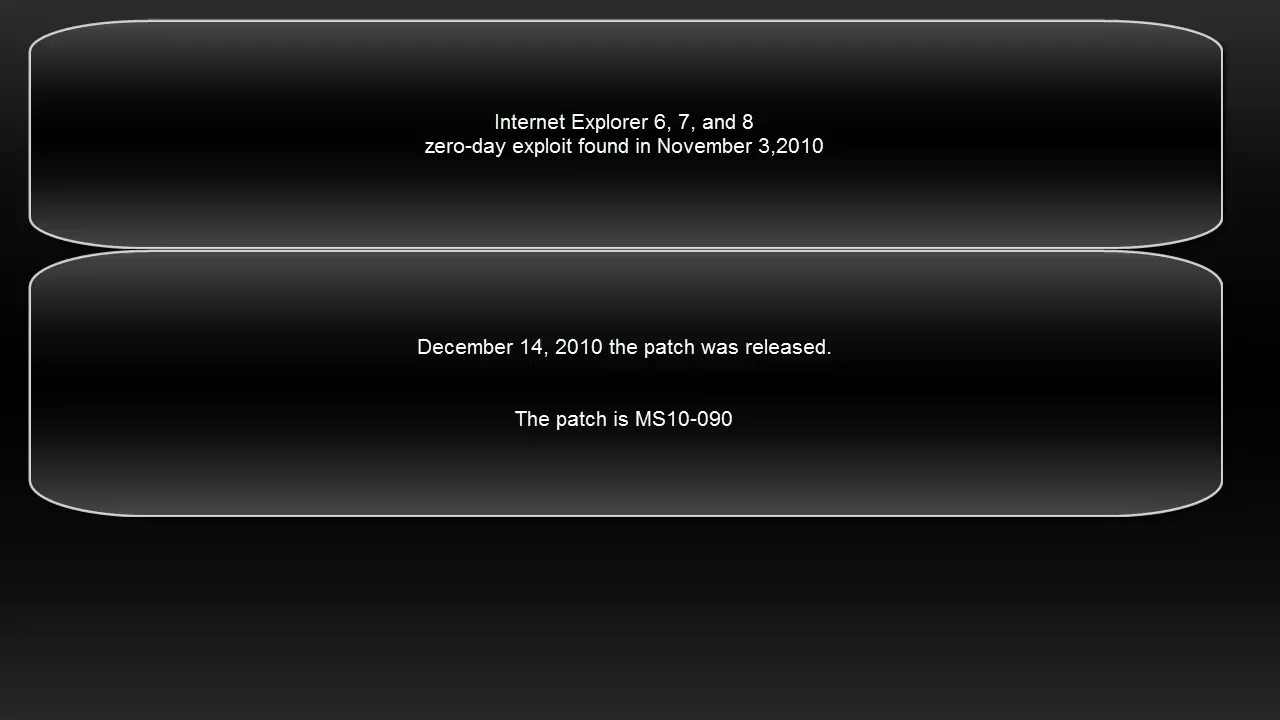 Internet Explorer 6, 7, and 8
zero-day exploit found in November 3,2010
December 14, 2010 the patch was released.
The patch is MS10-090